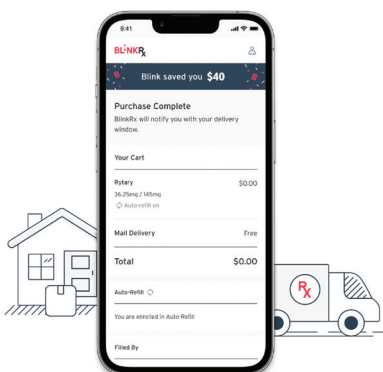 9:41
BLINKRx
Blink saved you $40
Purchase Complete
BlinkRx will notify you with your delivery
window.
Your Cart
Rytary $0.00
36.25mg / 145mg
Auto-refill on
Mail Delivery Free
Total $0.00
Auto-Refill
You are enrolled in Auto-Refill
Filled By
Rx